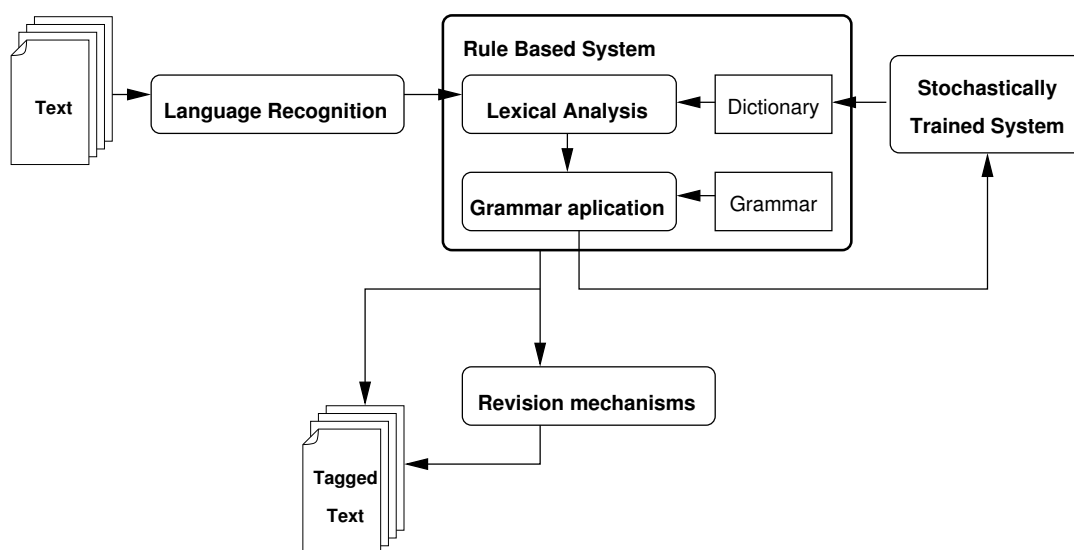 Text
Language Recognition
Rule Based System
Lexical Analysis
Dictionary
Stochastically
Trained System
Grammar aplication
Grammar
Revision mechanisms
Tagged
Text